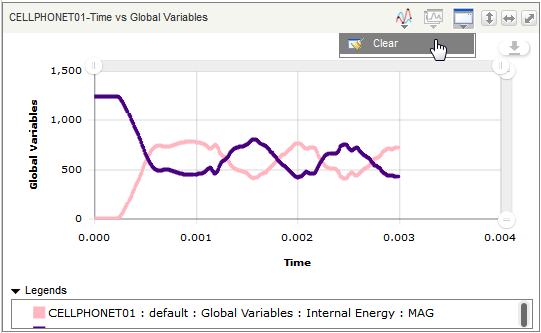 CELLPHONET01-Time vs Global Variables
Clear
1,500
1,000
500
0
Global Variables
0.000 0.001 0.002 0.003 0.004
Time
Legends
CELLPHONET01 : default : Global Variables : Internal Energy : MAG